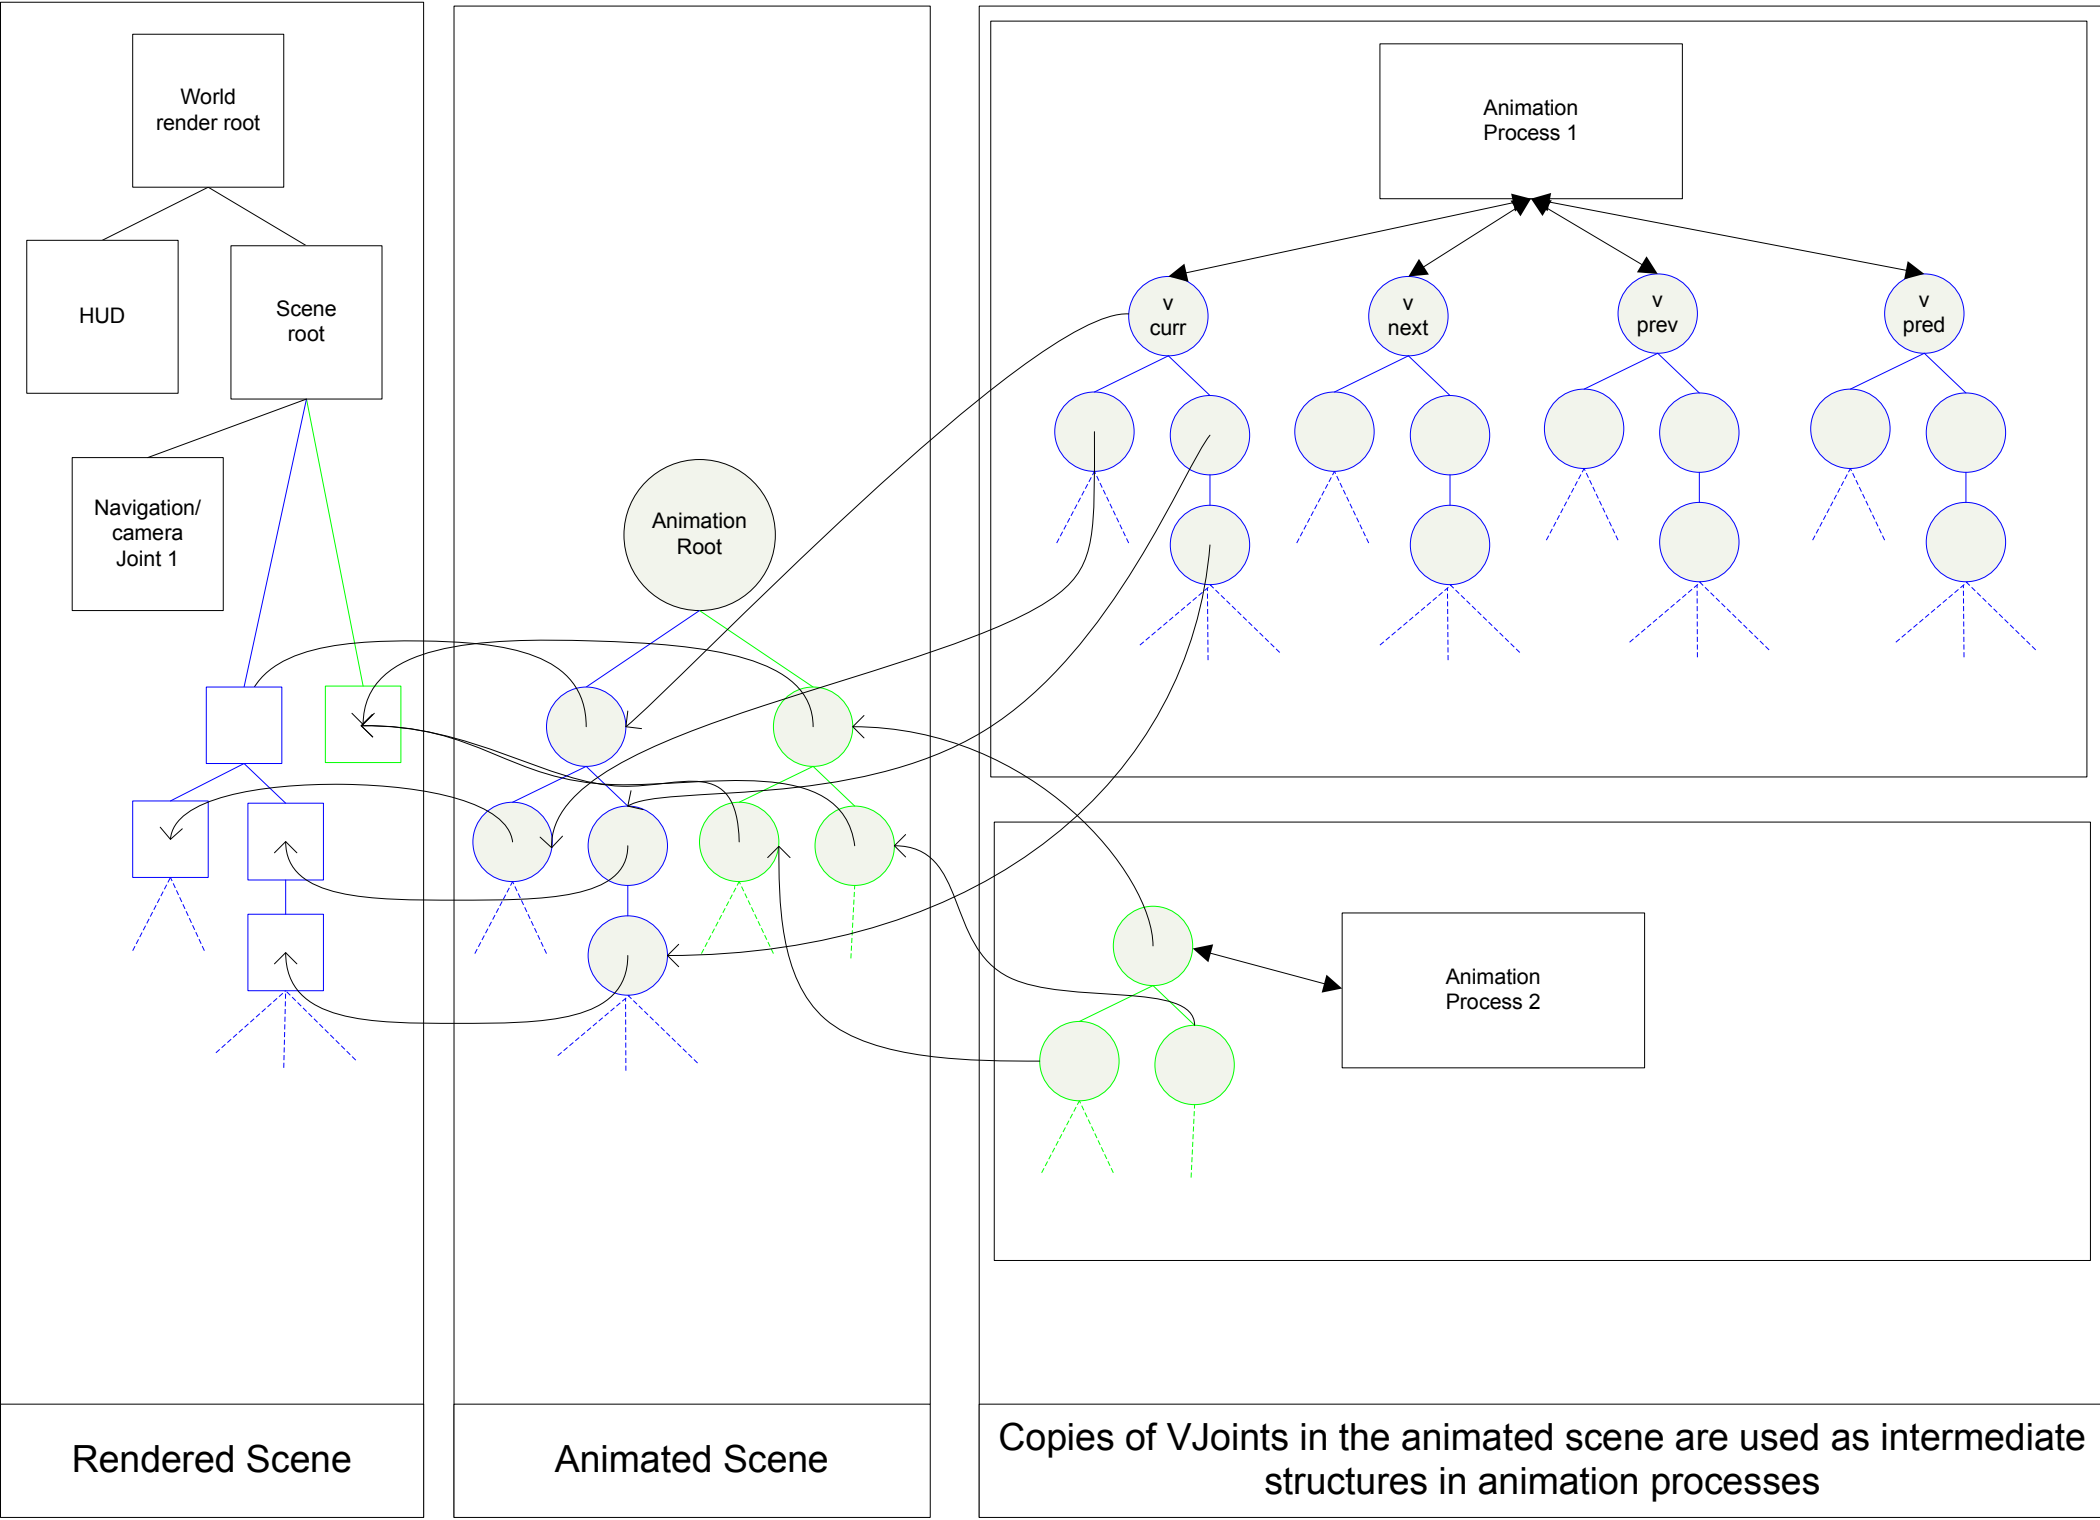 World
render root
HUD
Scene
root
Navigation/
camera
Joint 1
Animation
Root
Animation
Process 1
v
curr
v
next
v
prev
v
pred
Animation
Process 2
Rendered Scene
Animated Scene
Copies of VJoints in the animated scene are used as intermediate
structures in animation processes